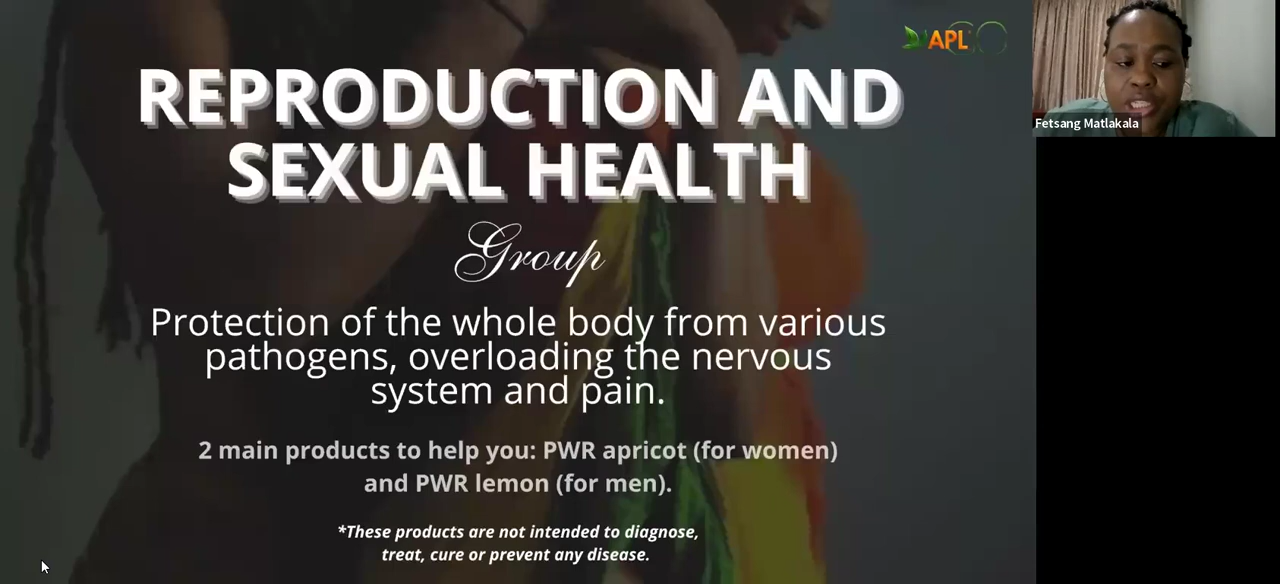 APLGO
REPRODUCTION AND
SEXUAL HEALTH
Group
Protection of the whole body from various
pathogens, overloading the nervous
system and pain.
2 main products to help you: PWR apricot (for women)
and PWR lemon (for men).
*These products are not intended to diagnose,
treat, cure or prevent any disease.
Fetsang Matlakala